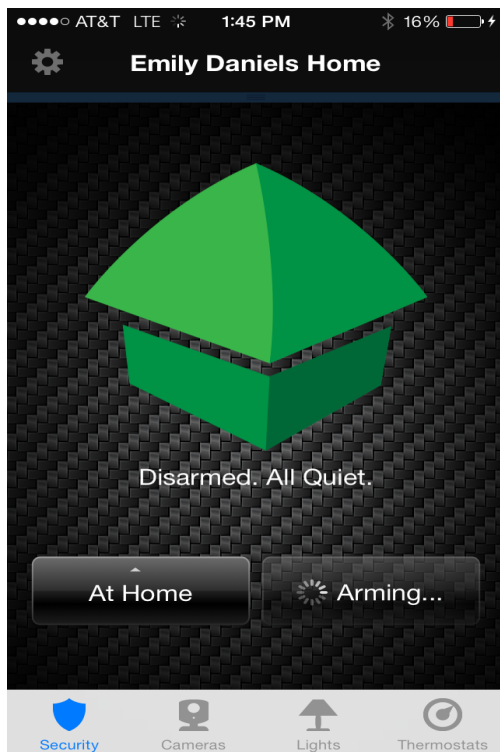 AT&T LTE 1:45 PM 16%
Emily Daniels Home
Disarmed. All Quiet.
At Home Arming...
Security Cameras Lights Thermostats